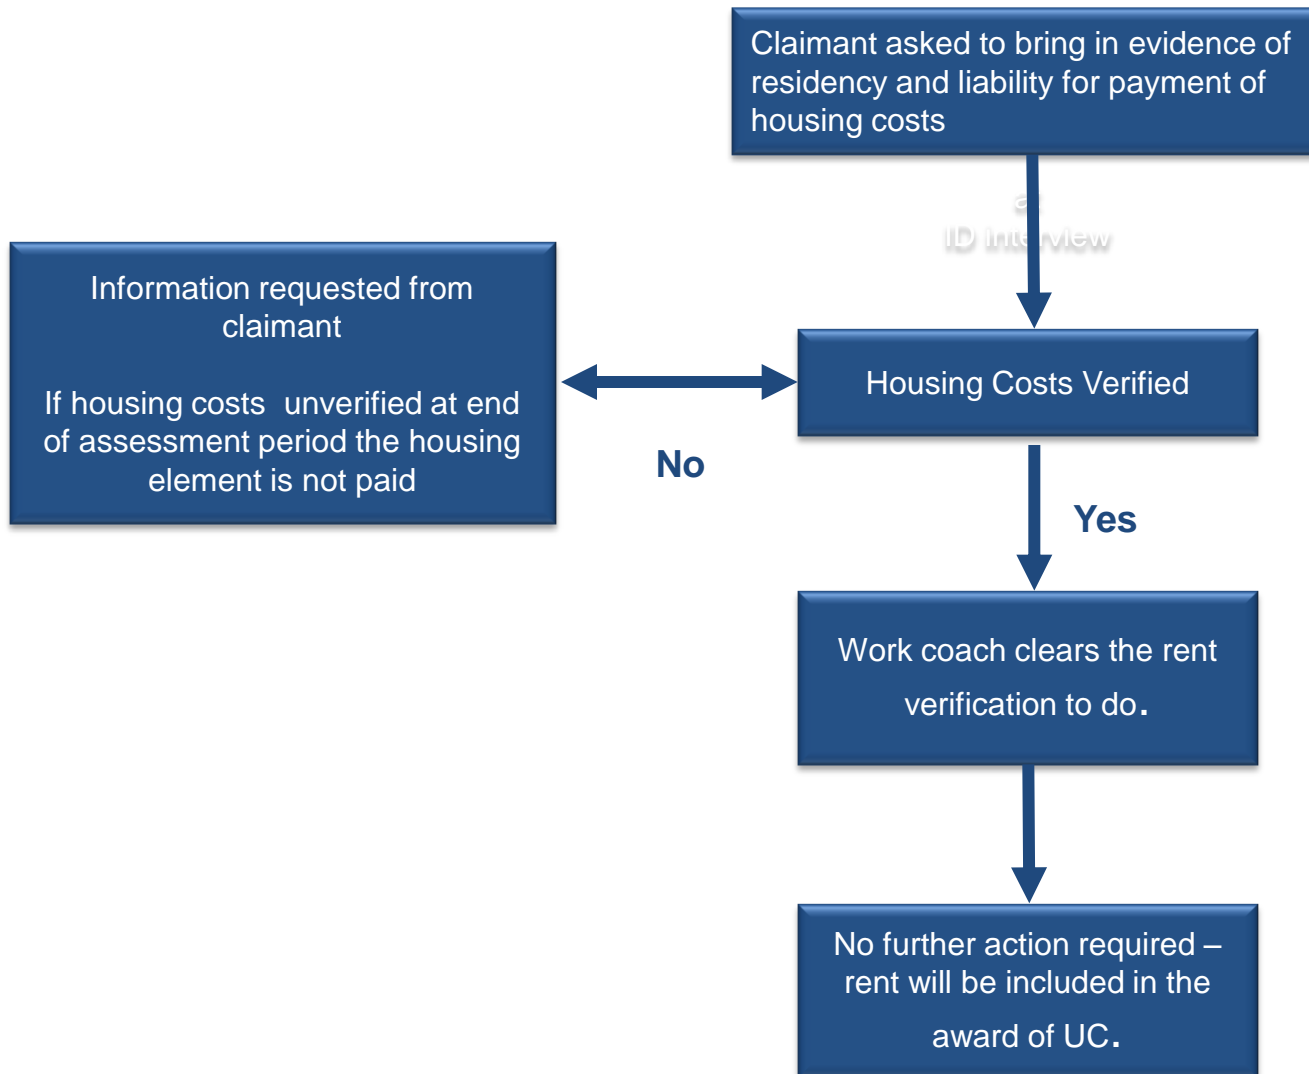 Claimant asked to bring in evidence of
residency and liability for payment of
housing costs
at
ID interview
Information requested from
claimant
If housing costs  unverified at end
of assessment period the housing
element is not paid
Housing Costs Verified
No
Yes
Work coach clears the rent
verification to do.
No further action required –
rent will be included in the
award of UC.